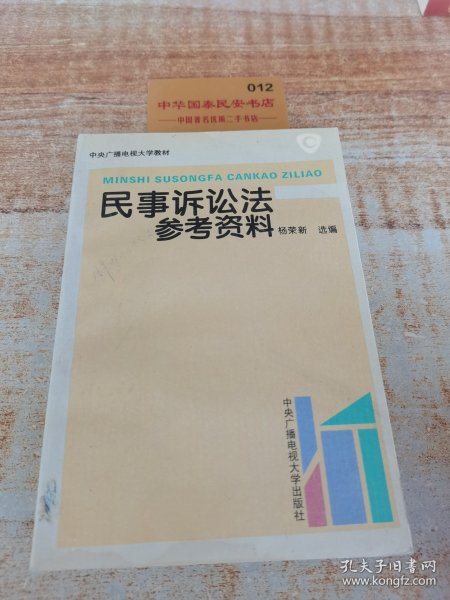 012
中华国泰民安书店
中国著名优质二手书店
中央广播电视大学教材
MINSHI SUSONGFA CANKAO ZILIAO
民事诉讼法
参考资料
杨荣新 选编
中央广播电视大学出版社
孔夫子旧书网
www.kongfz.com